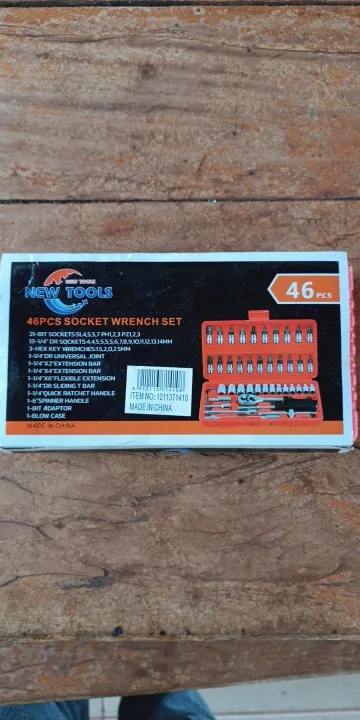 NEW TOOLS
NEW TOOLS
46 PCS
46PCS SOCKET WRENCH SET
21-BIT SOCKETS:SL4,5.5,7 PH1,2,3 PZ1,2,3
13-1/4" DR SOCKETS:4,4.5,5,5.5,6,7,8,9,10,11,12,13,14MM
3-HEX KEY WRENCHES:1.5,2.0,2.5MM
1-1/4"DR UNIVERSAL JOINT
1-1/4"X2"EXTENSION BAR
1-1/4"X4"EXTENSION BAR
1-1/4"X6"FLEXIBLE EXTENSION
1-1/4"DR SLIDING T BAR
1-1/4"QUICK RATCHET HANDLE
1-6"SPINNER HANDLE
1-BIT ADAPTOR
1-BLOW CASE
MADE IN CHINA
ITEM NO: 1211371410
MADE IN CHINA